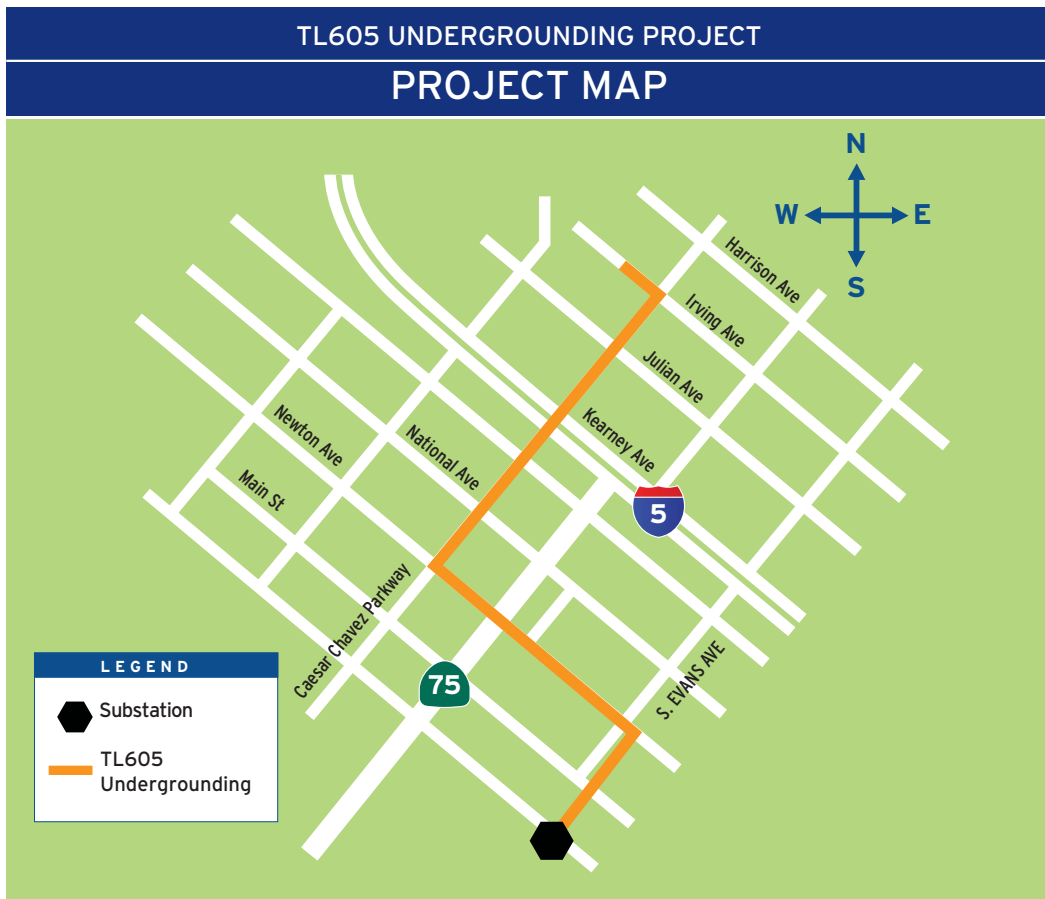 TL605 UNDERGROUNDING PROJECT
PROJECT MAP
N
W
E
S
Harrison Ave
Irving Ave
Julian Ave
Kearney Ave
National Ave
Newton Ave
Main St
5
Caesar Chavez Parkway
75
S. EVANS AVE
LEGEND
Substation
TL605
Undergrounding